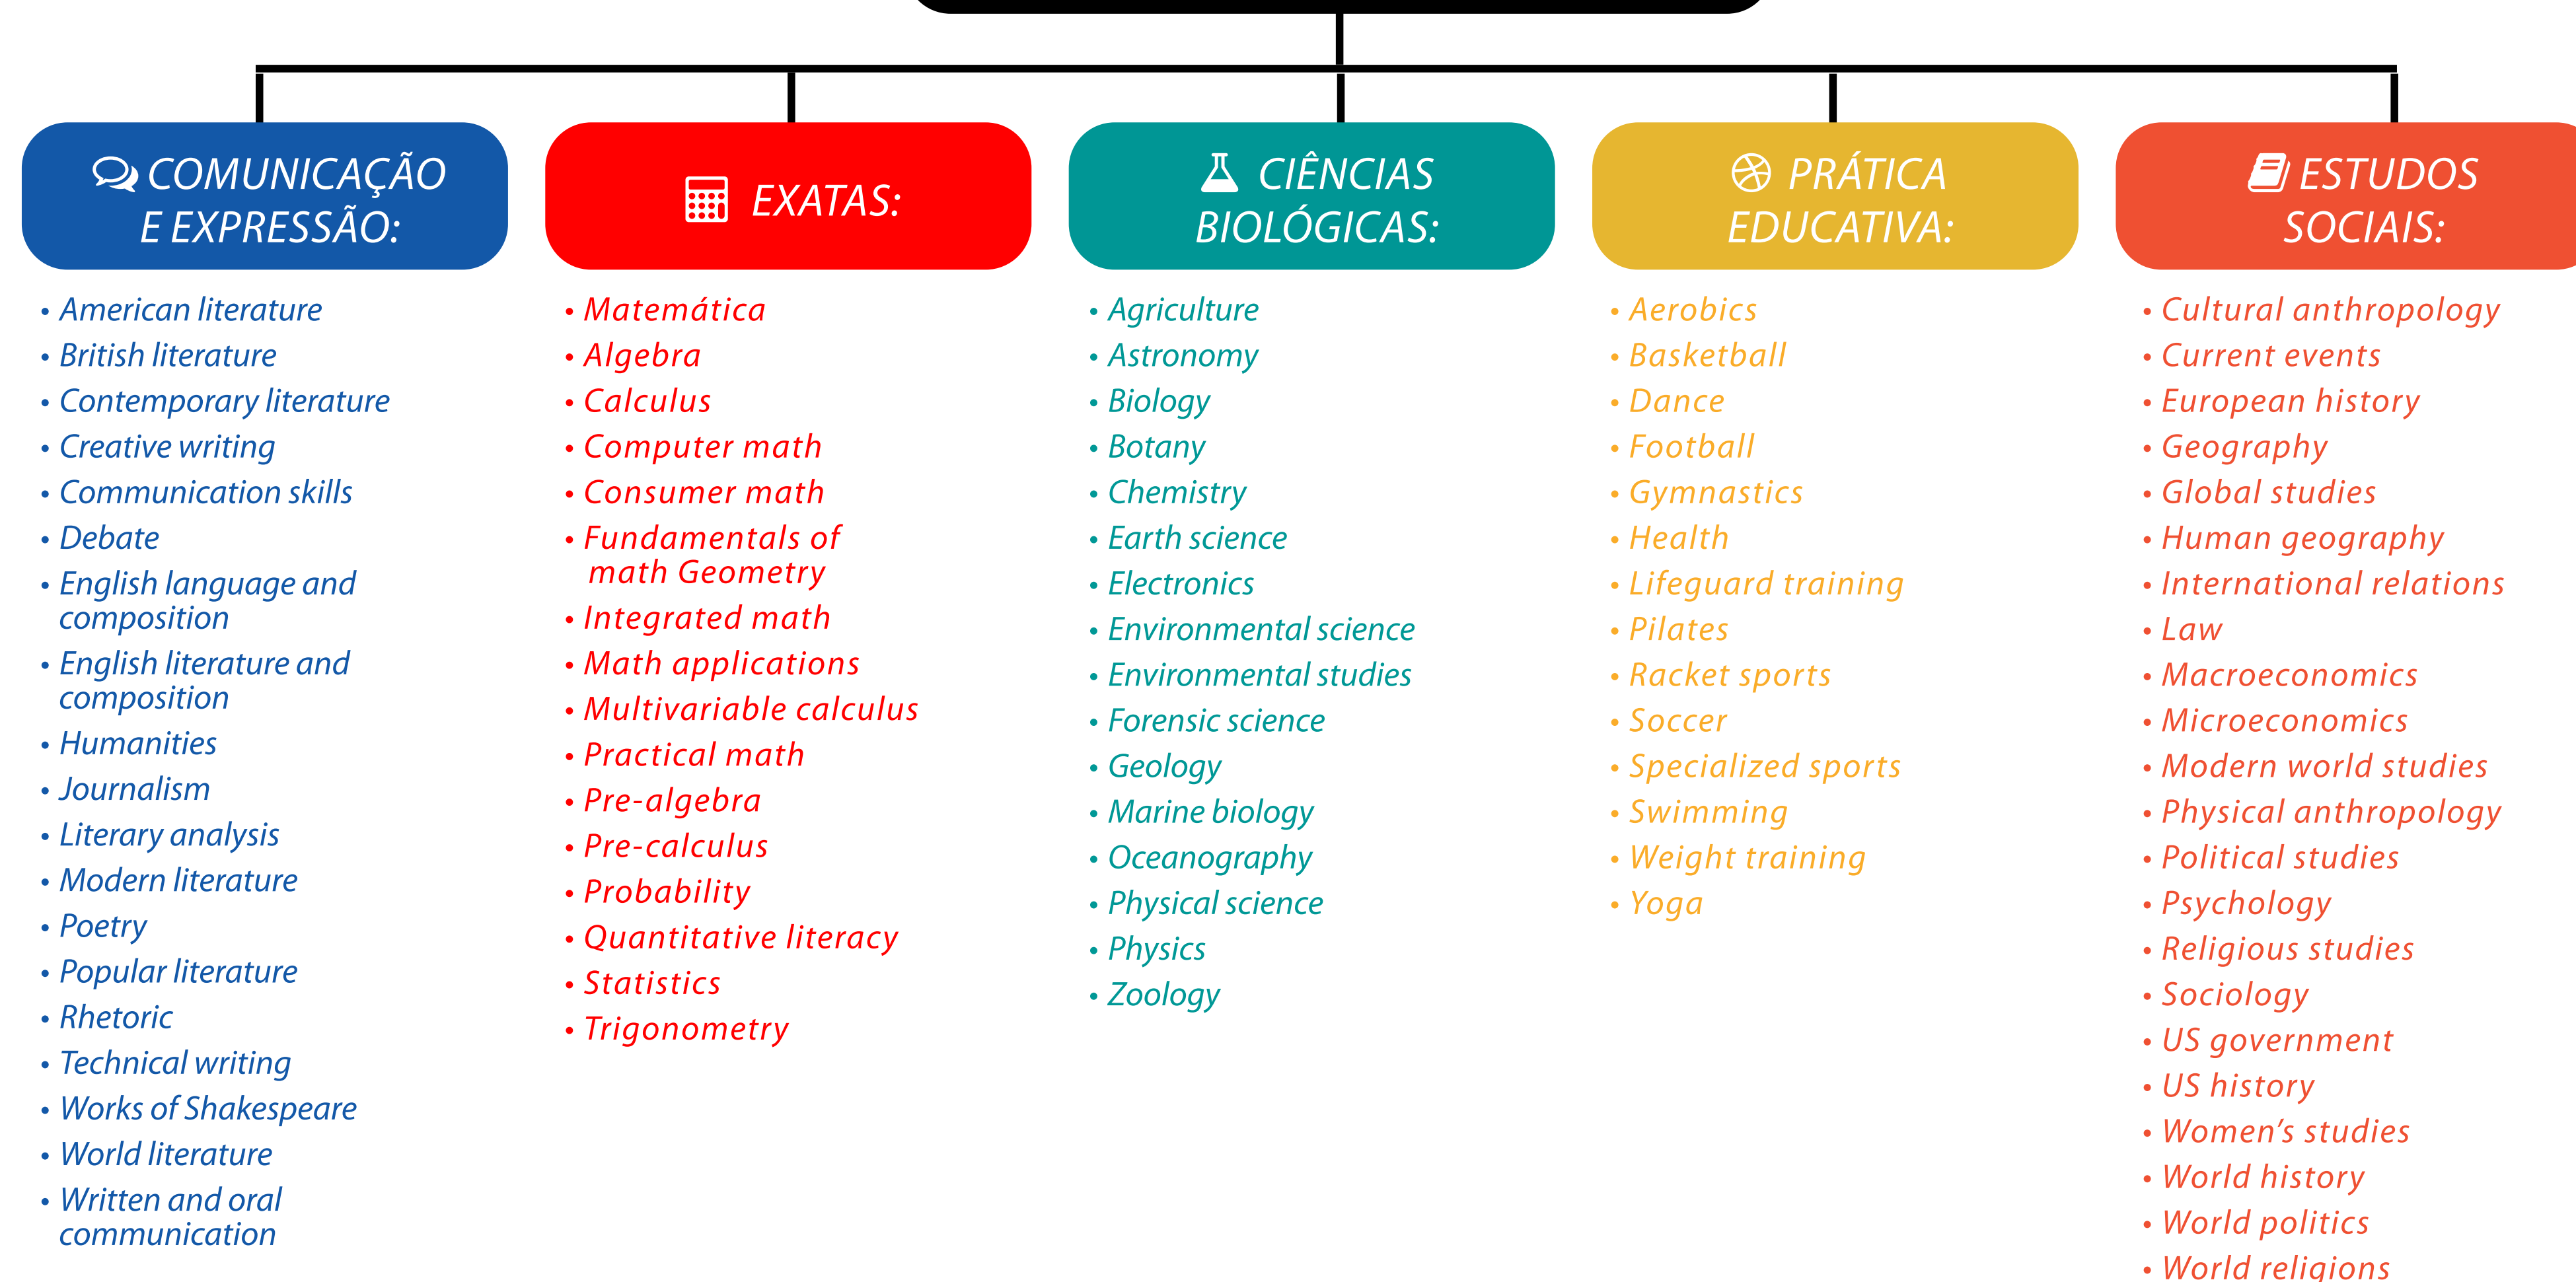 COMUNICAÇÃO
E EXPRESSÃO:
• American literature
• British literature
• Contemporary literature
• Creative writing
• Communication skills
• Debate
• English language and
composition
• English literature and
composition
• Humanities
• Journalism
• Literary analysis
• Modern literature
• Poetry
• Popular literature
• Rhetoric
• Technical writing
• Works of Shakespeare
• World literature
• Written and oral
communication
EXATAS:
• Matemática
• Algebra
• Calculus
• Computer math
• Consumer math
• Fundamentals of
math Geometry
• Integrated math
• Math applications
• Multivariable calculus
• Practical math
• Pre-algebra
• Pre-calculus
• Probability
• Quantitative literacy
• Statistics
• Trigonometry
CIÊNCIAS
BIOLÓGICAS:
• Agriculture
• Astronomy
• Biology
• Botany
• Chemistry
• Earth science
• Electronics
• Environmental science
• Environmental studies
• Forensic science
• Geology
• Marine biology
• Oceanography
• Physical science
• Physics
• Zoology
PRÁTICA
EDUCATIVA:
• Aerobics
• Basketball
• Dance
• Football
• Gymnastics
• Health
• Lifeguard training
• Pilates
• Racket sports
• Soccer
• Specialized sports
• Swimming
• Weight training
• Yoga
ESTUDOS
SOCIAIS:
• Cultural anthropology
• Current events
• European history
• Geography
• Global studies
• Human geography
• International relations
• Law
• Macroeconomics
• Microeconomics
• Modern world studies
• Physical anthropology
• Political studies
• Psychology
• Religious studies
• Sociology
• US government
• US history
• Women’s studies
• World history
• World politics
• World religions